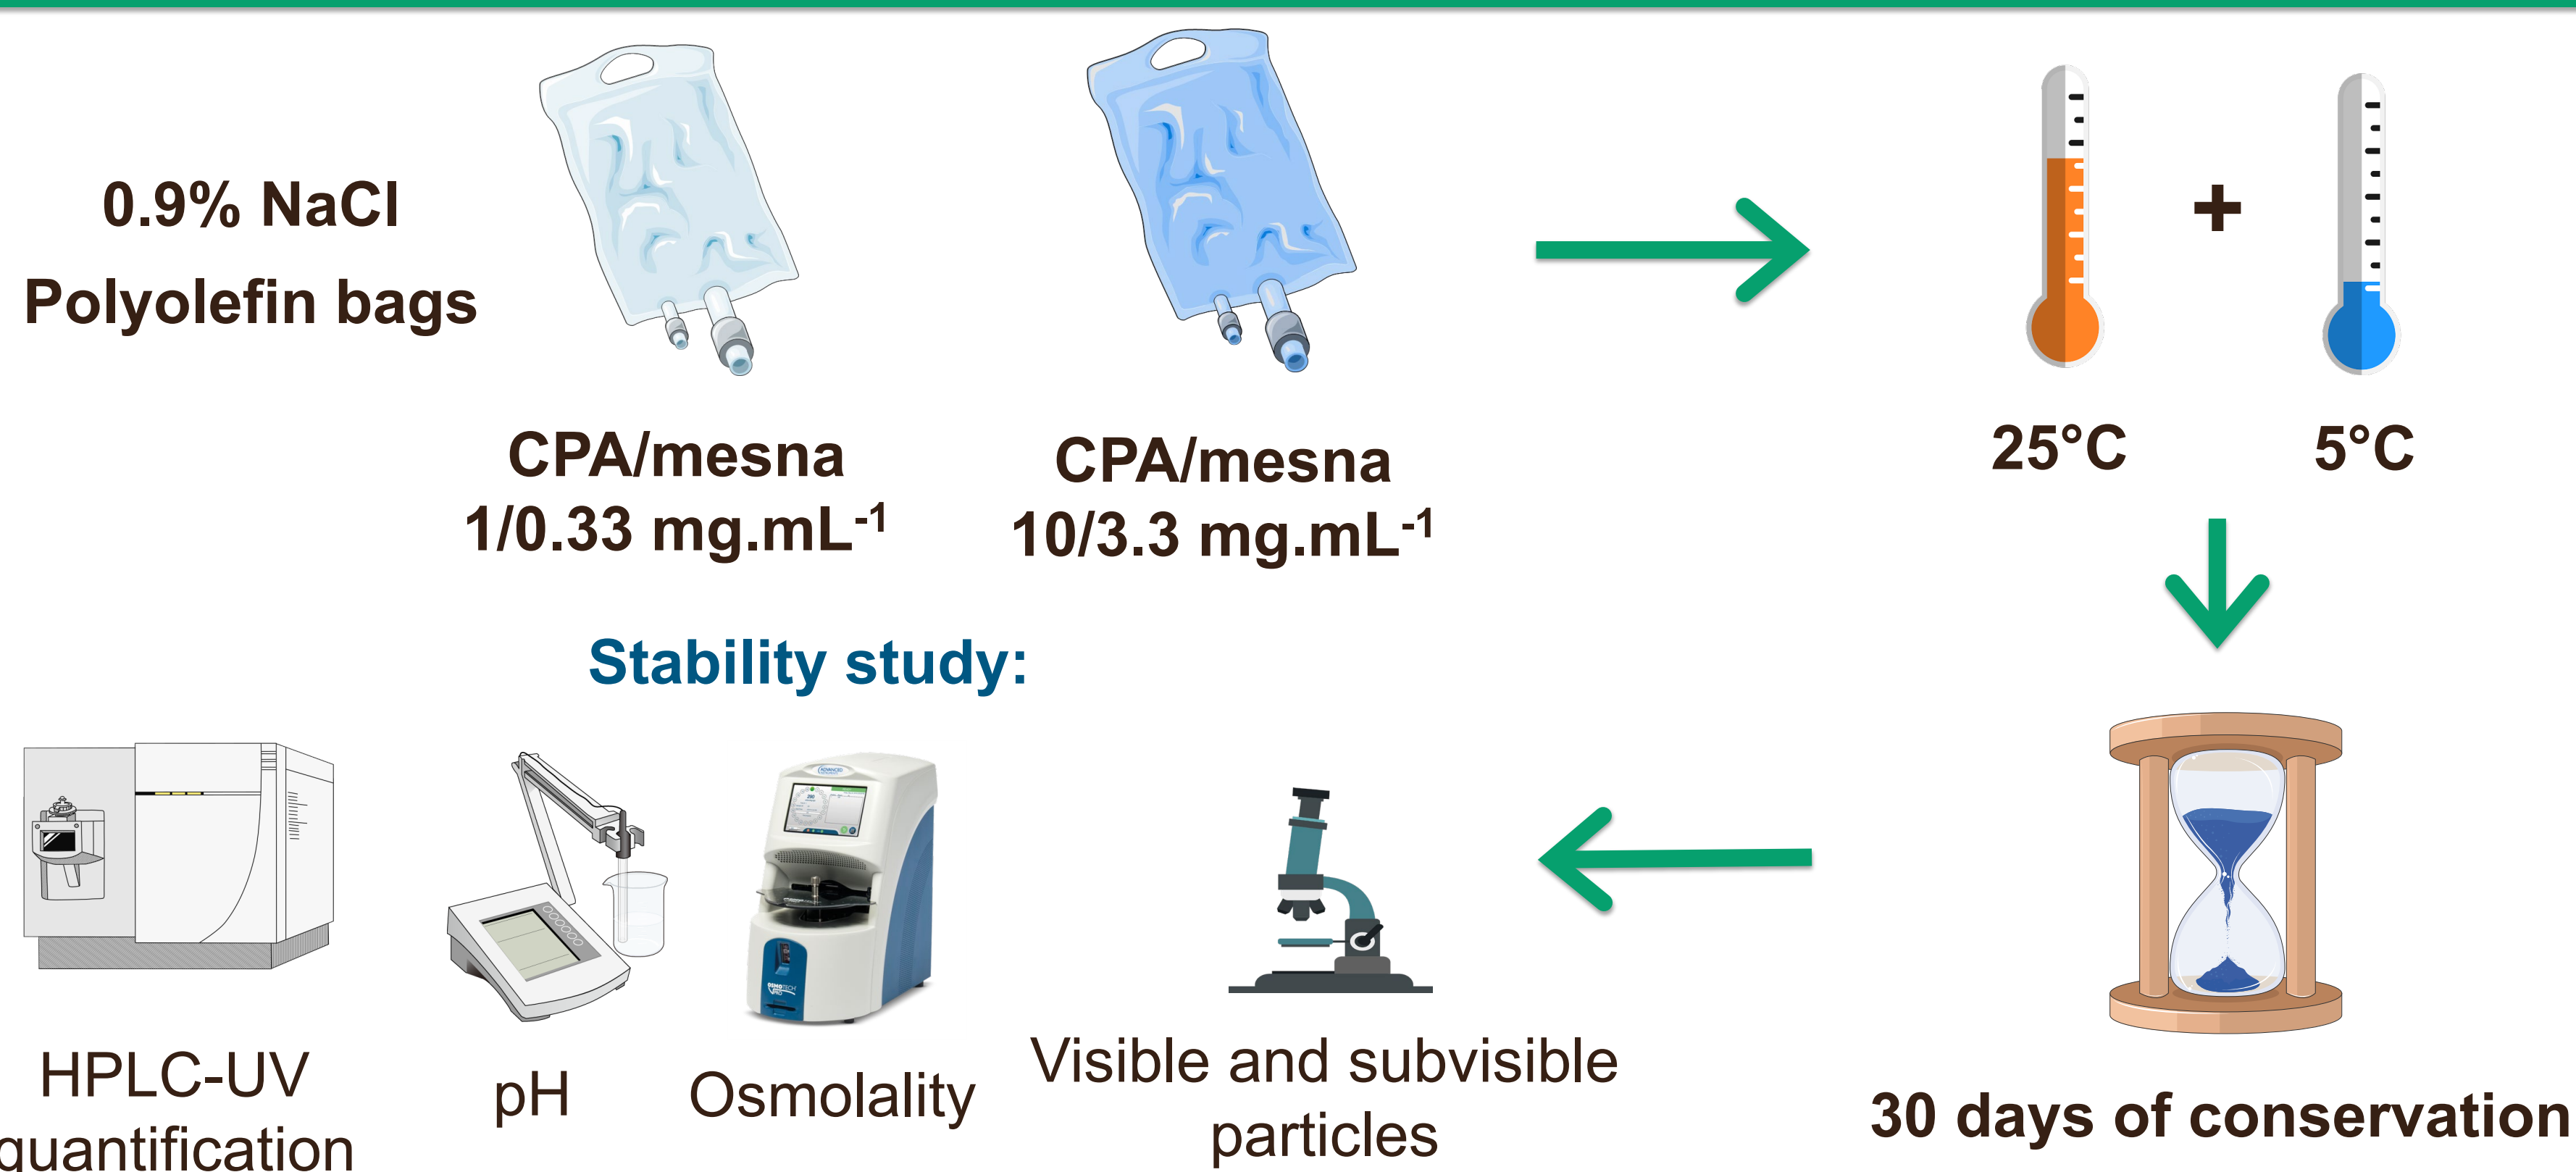 0.9% NaCl
Polyolefin bags
CPA/mesna
1/0.33 mg.mL⁻¹
CPA/mesna
10/3.3 mg.mL⁻¹
25°C
+
5°C
Stability study:
HPLC-UV
quantification
pH
Osmolality
Visible and subvisible
particles
30 days of conservation